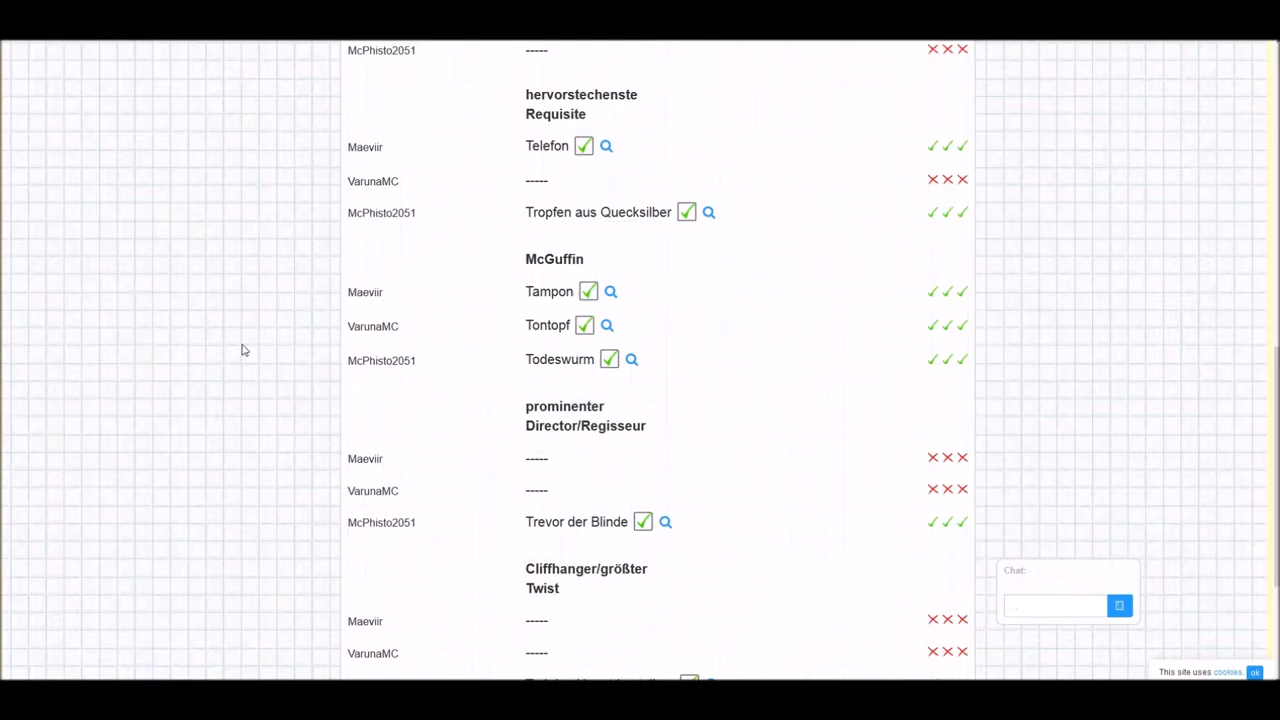 McPhisto2051 -----
hervorstechenste
Requisite
Maeviir Telefon
VarunaMC -----
McPhisto2051 Tropfen aus Quecksilber
McGuffin
Maeviir Tampon
VarunaMC Tontopf
McPhisto2051 Todeswurm
prominenter
Director/Regisseur
Maeviir -----
VarunaMC -----
McPhisto2051 Trevor der Blinde
Cliffhanger/größter
Twist
Maeviir -----
VarunaMC -----
Chat:
This site uses cookies. ok